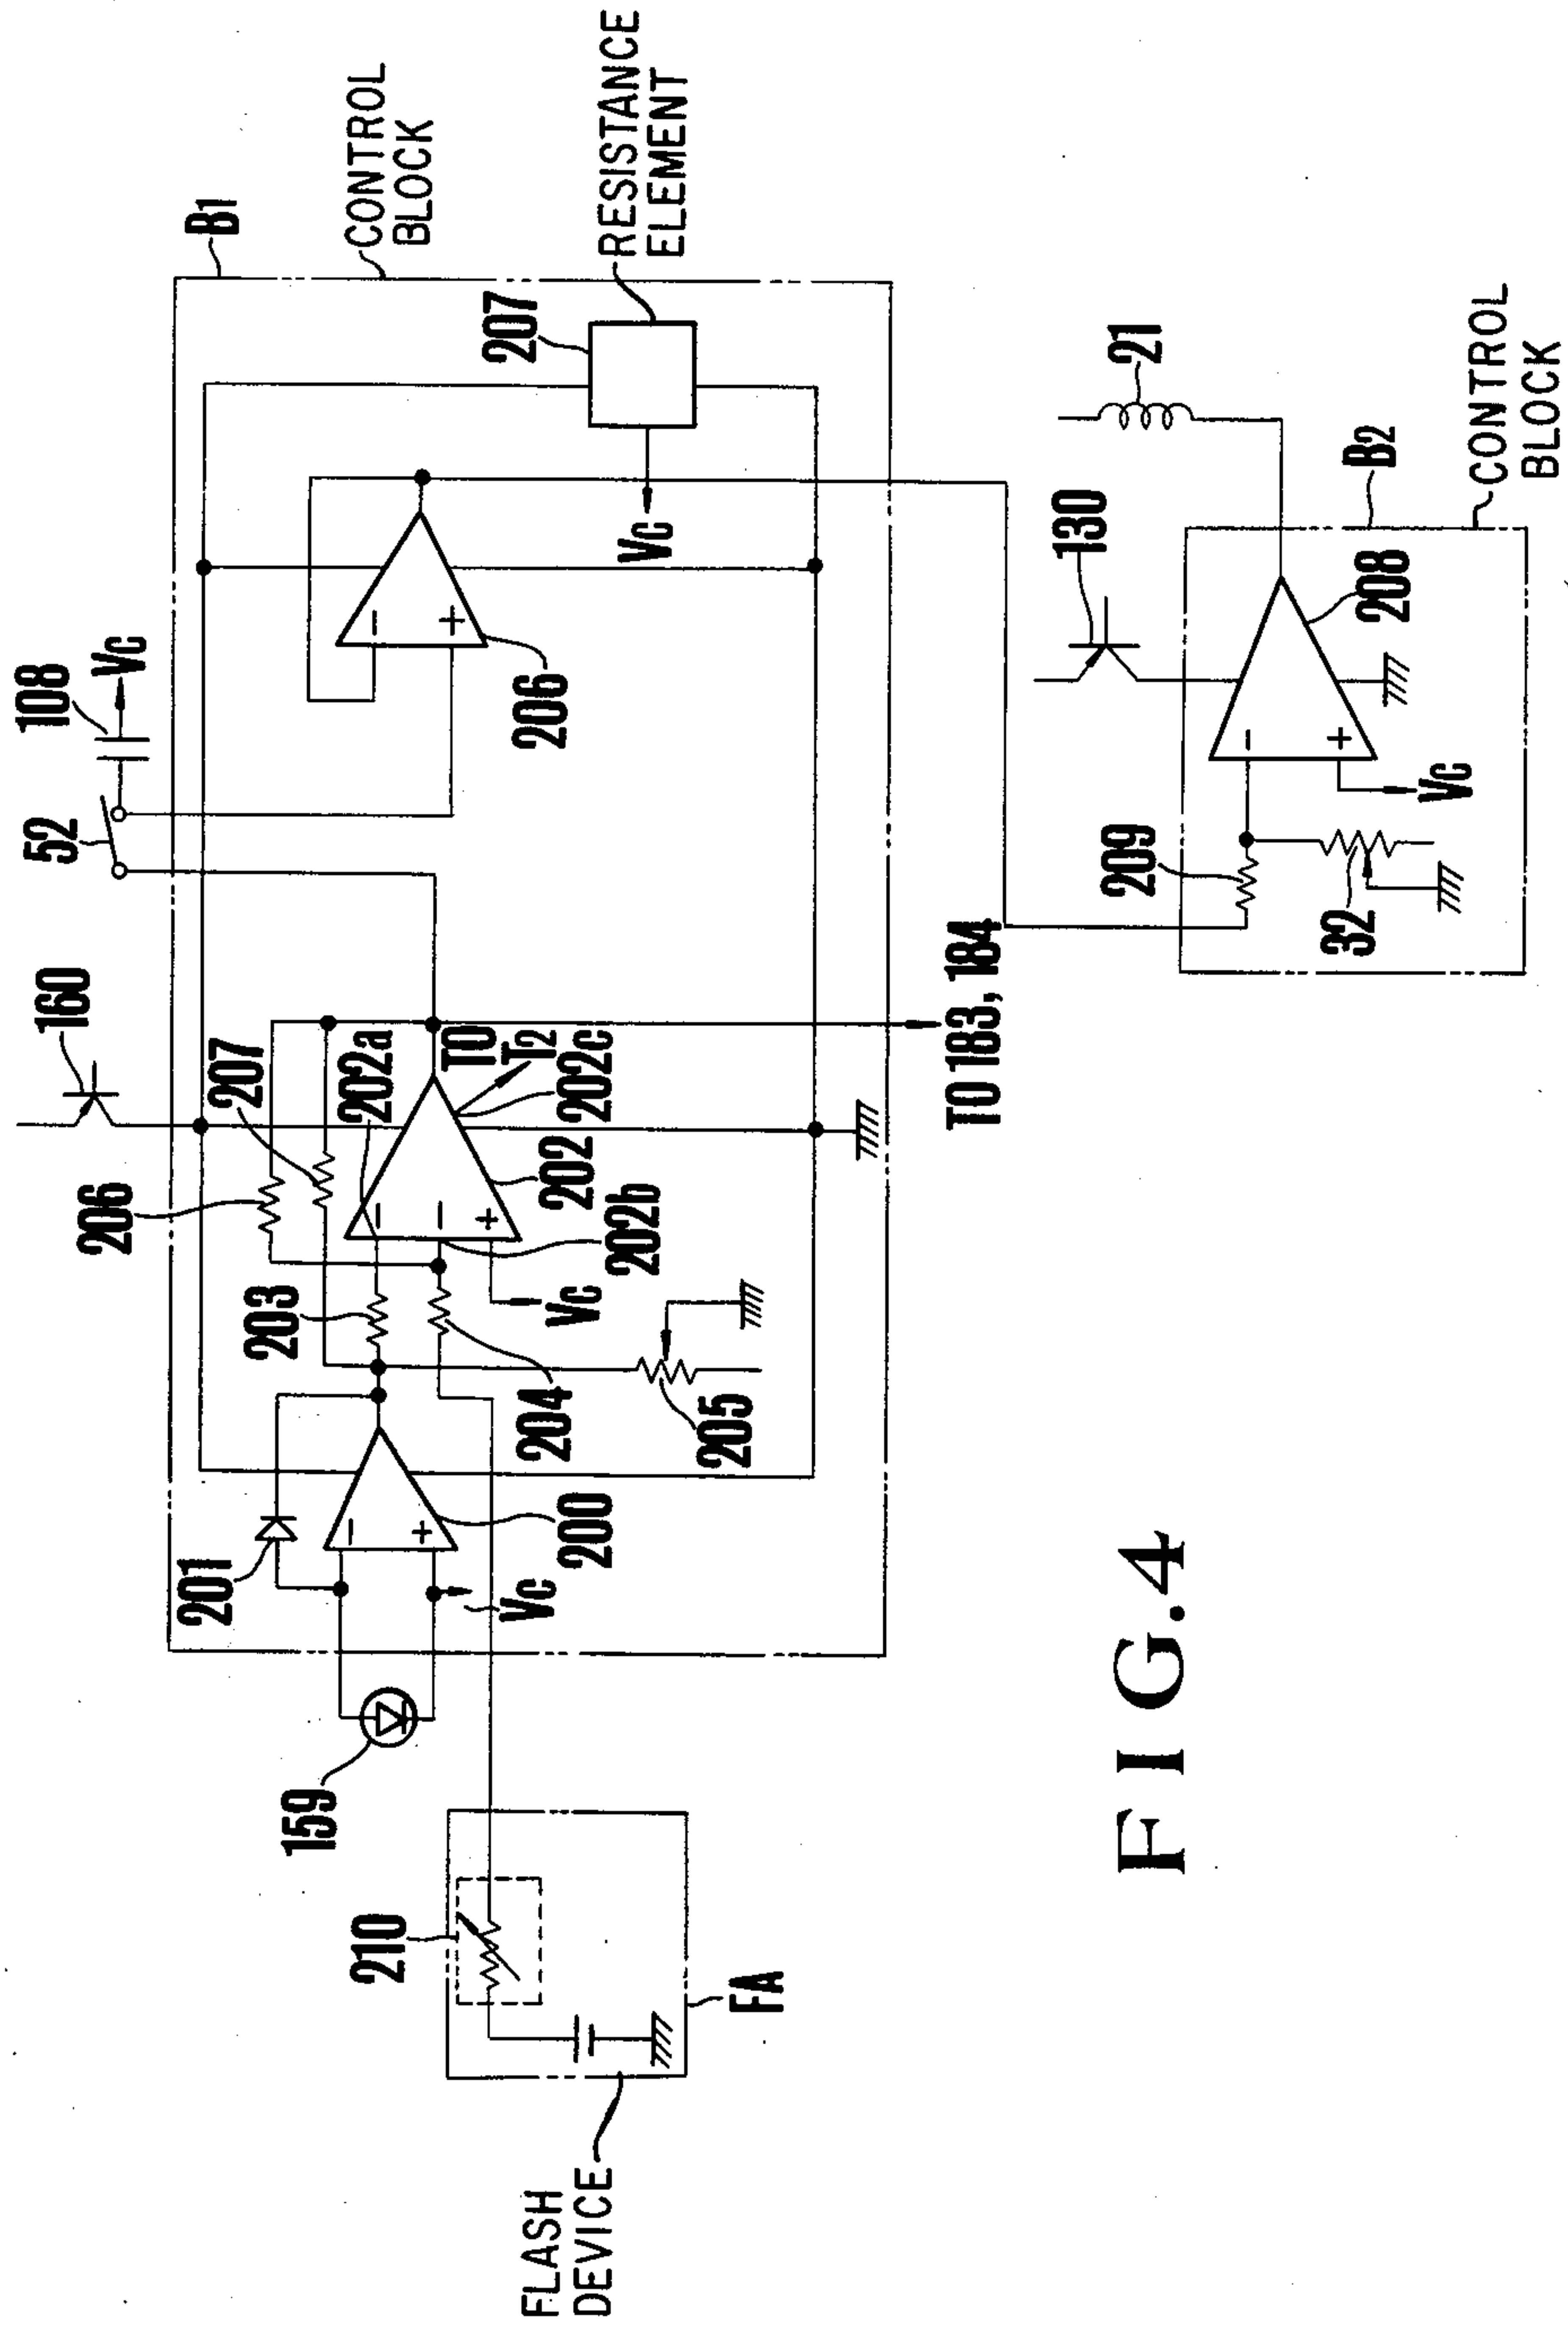 160
52
108
VC
B1
CONTROL
BLOCK
206
207
201
203
202a
TO
T2
202c
202
202b
200
VC
204
205
VC
206
207
VC
RESISTANCE
ELEMENT
159
210
FA
FLASH
DEVICE
TO 183, 184
130
21
209
32
VC
208
B2
CONTROL
BLOCK
FIG.4